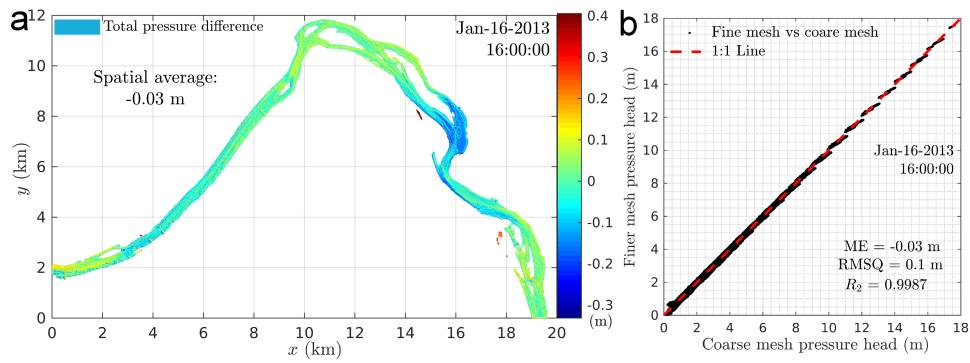 a
Total pressure difference
Jan-16-2013
16:00:00
Spatial average:
-0.03 m
12
10
8
6
4
2
0
y (km)
0 2 4 6 8 10 12 14 16 18 20
x (km)
0.4
0.3
0.2
0.1
0
-0.1
-0.2
-0.3
(m)
b
Fine mesh vs coare mesh
1:1 Line
Jan-16-2013
16:00:00
ME = -0.03 m
RMSQ = 0.1 m
R2 = 0.9987
18
16
14
12
10
8
6
4
2
0
Finer mesh pressure head (m)
0 2 4 6 8 10 12 14 16 18
Coarse mesh pressure head (m)